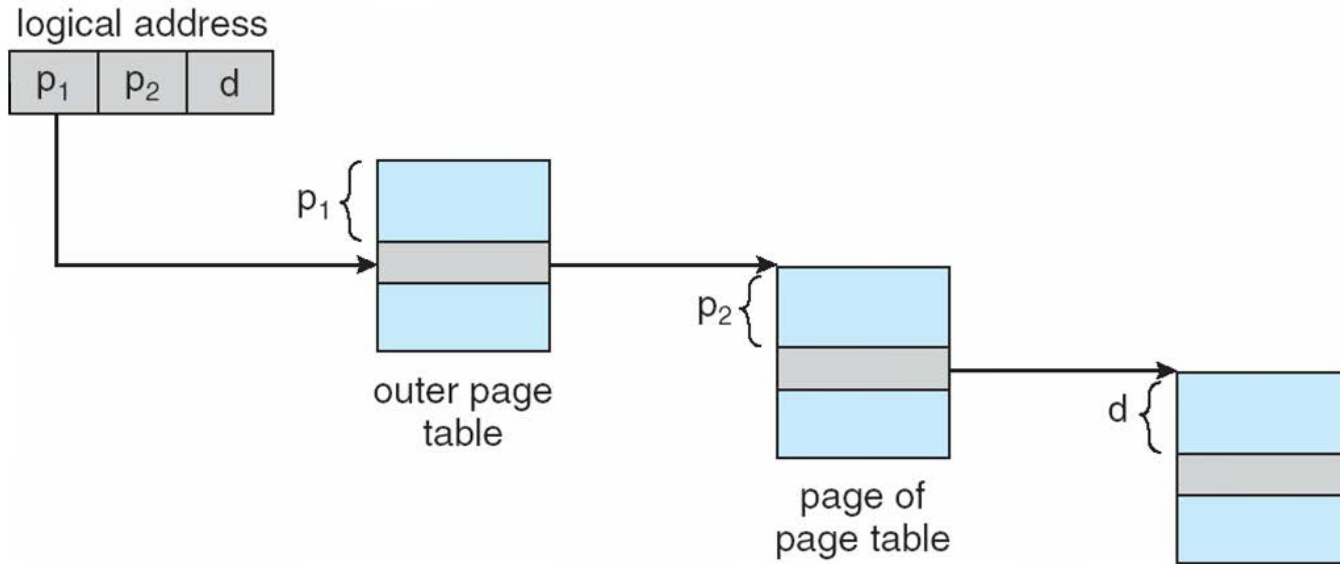 logical address
p₁ p₂ d
p₁
outer page
table
p₂
page of
page table
d